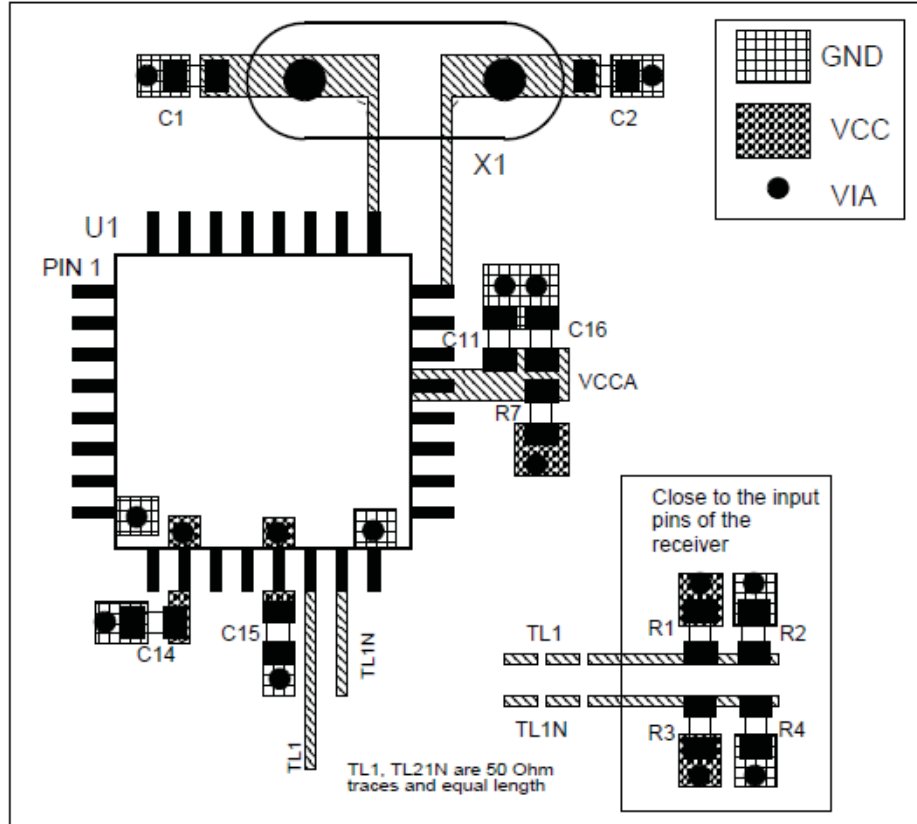 GND
VCC
VIA
C1
C2
X1
U1
PIN 1
C11
C16
VCCA
R7
Close to the input
pins of the
receiver
C14
C15
TL1
TL1N
TL1
TL1N
R1
R2
R3
R4
TL1, TL21N are 50 Ohm
traces and equal length